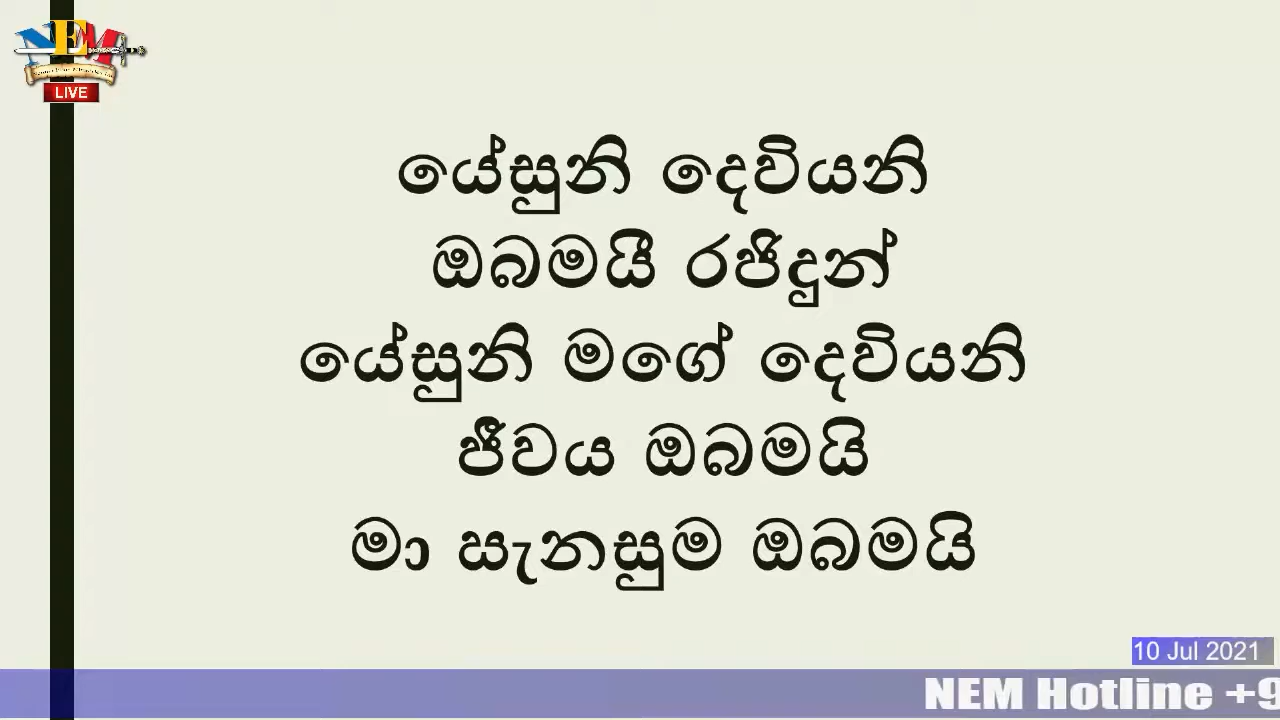 NEM
LIVE
යේසුනි දෙවියනි
ඔබමයී රජිදුන්
යේසුනි මගේ දෙවියනි
ජීවය ඔබමයි
මා සැනසුම ඔබමයි
10 Jul 2021
NEM Hotline +9